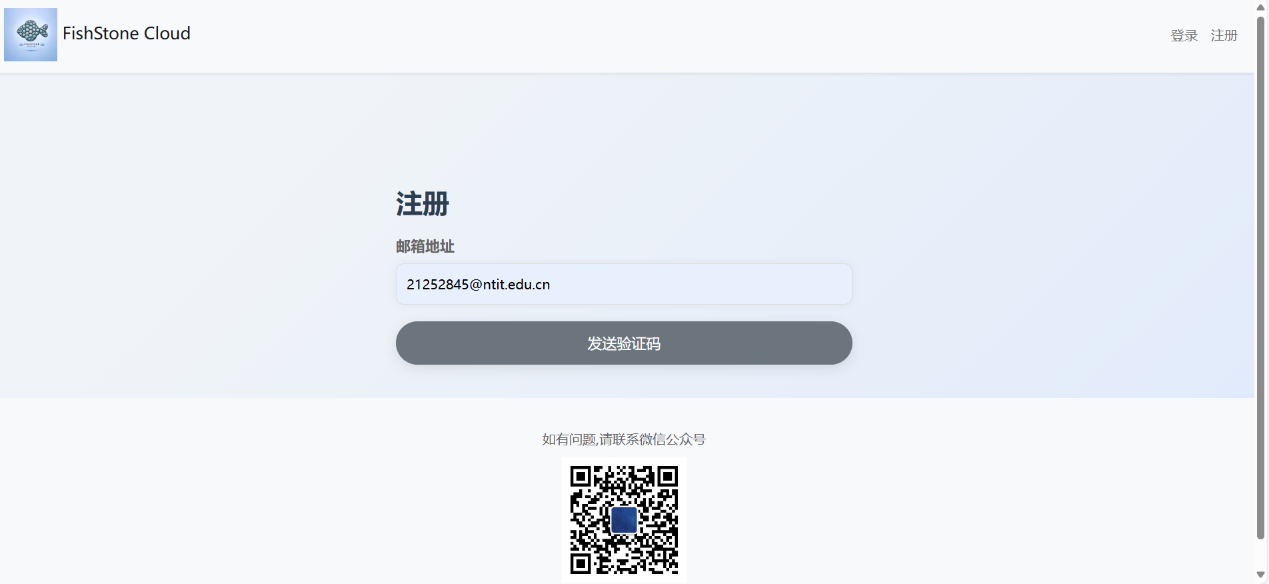 FishStone Cloud
登录 注册
注册
邮箱地址
21252845@ntit.edu.cn
发送验证码
如有问题,请联系微信公众号